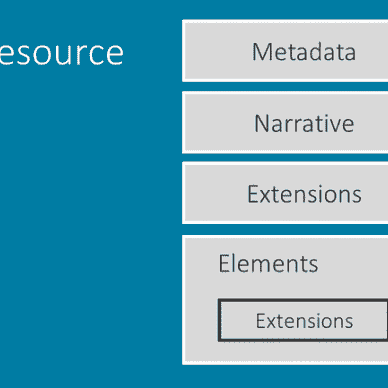 esource
Metadata
Narrative
Extensions
Elements
Extensions